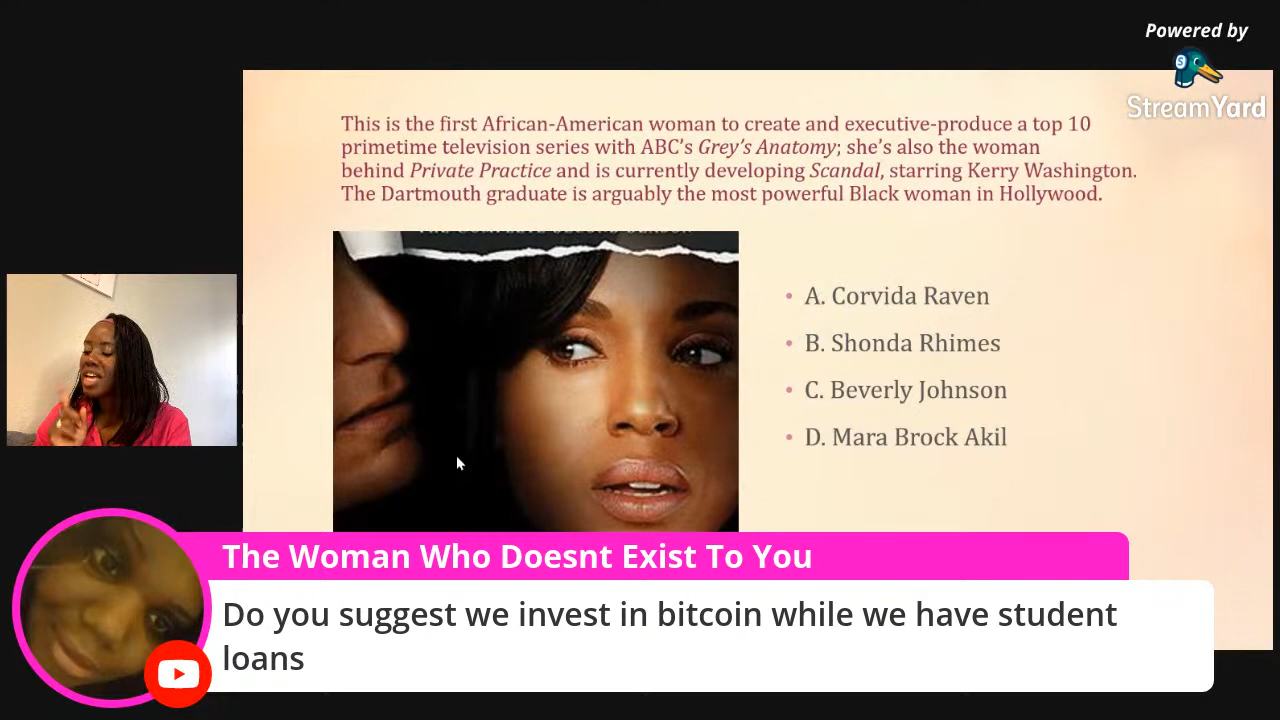 Powered by
StreamYard
This is the first African-American woman to create and executive-produce a top 10
primetime television series with ABC's Grey's Anatomy; she's also the woman
behind Private Practice and is currently developing Scandal, starring Kerry Washington.
The Dartmouth graduate is arguably the most powerful Black woman in Hollywood.
• A. Corvida Raven
• B. Shonda Rhimes
• C. Beverly Johnson
• D. Mara Brock Akil
The Woman Who Doesnt Exist To You
Do you suggest we invest in bitcoin while we have student
loans